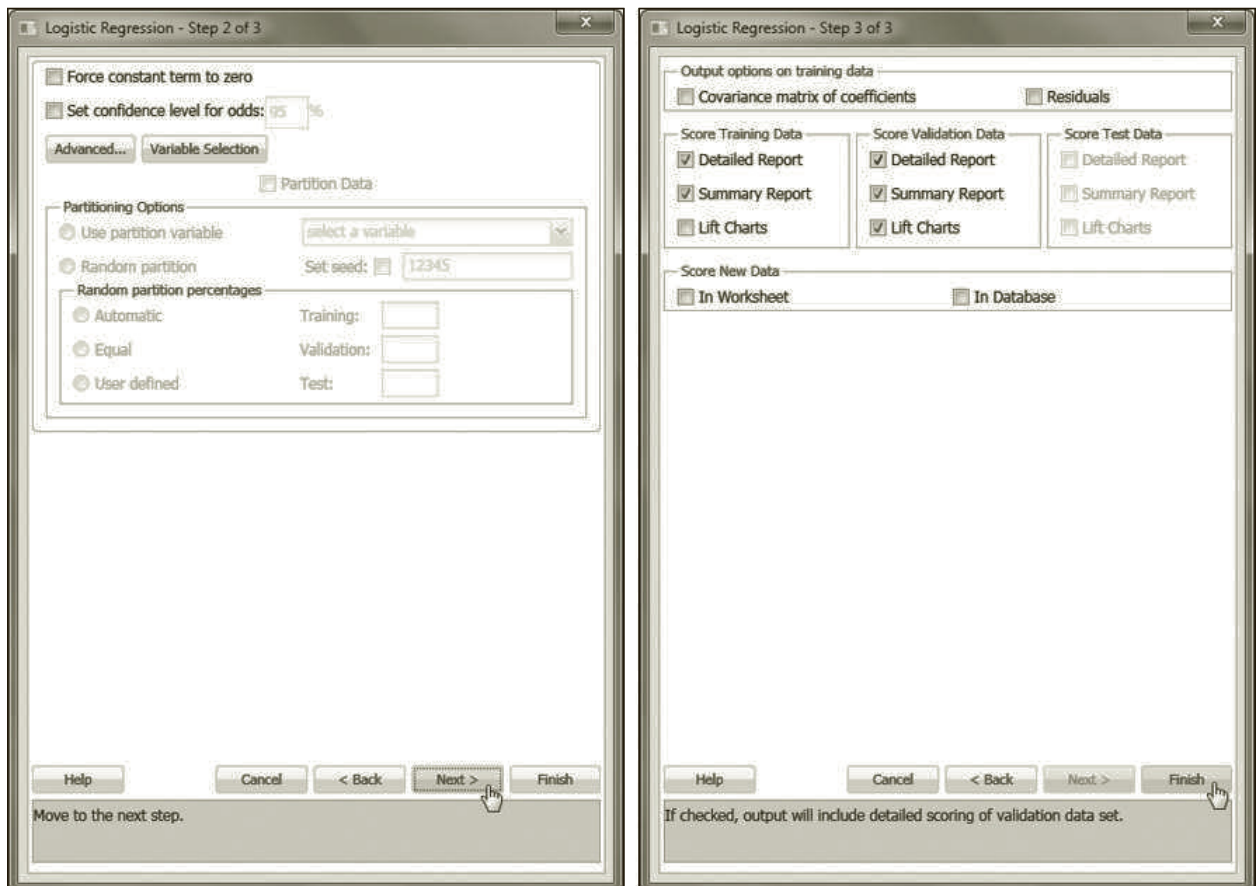 Logistic Regression - Step 2 of 3
Force constant term to zero
Set confidence level for odds: 95 %
Advanced... Variable Selection
Partition Data
Partitioning Options
Use partition variable select a variable
Random partition Set seed: 12345
Random partition percentages
Automatic Training:
Equal Validation:
User defined Test:
Help Cancel < Back Next > Finish
Move to the next step.
Logistic Regression - Step 3 of 3
Output options on training data
Covariance matrix of coefficients Residuals
Score Training Data Score Validation Data Score Test Data
Detailed Report Detailed Report Detailed Report
Summary Report Summary Report Summary Report
Lift Charts Lift Charts Lift Charts
Score New Data
In Worksheet In Database
Help Cancel < Back Next > Finish
If checked, output will include detailed scoring of validation data set.